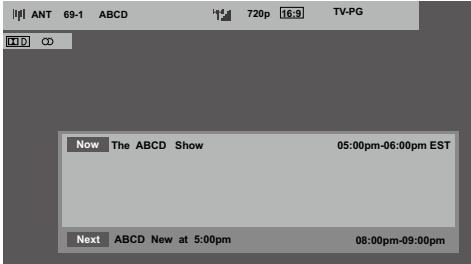 ANT 69-1 ABCD 720p 16:9 TV-PG
D
Now The ABCD Show 05:00pm-06:00pm EST
Next ABCD New at 5:00pm 08:00pm-09:00pm